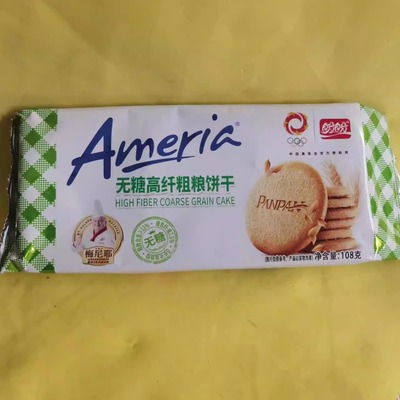 Ameria
无糖高纤粗粮饼干
HIGH FIBER COARSE GRAIN CAKE
盼盼
PANPAN
梅尼耶
无糖
净含量:108克